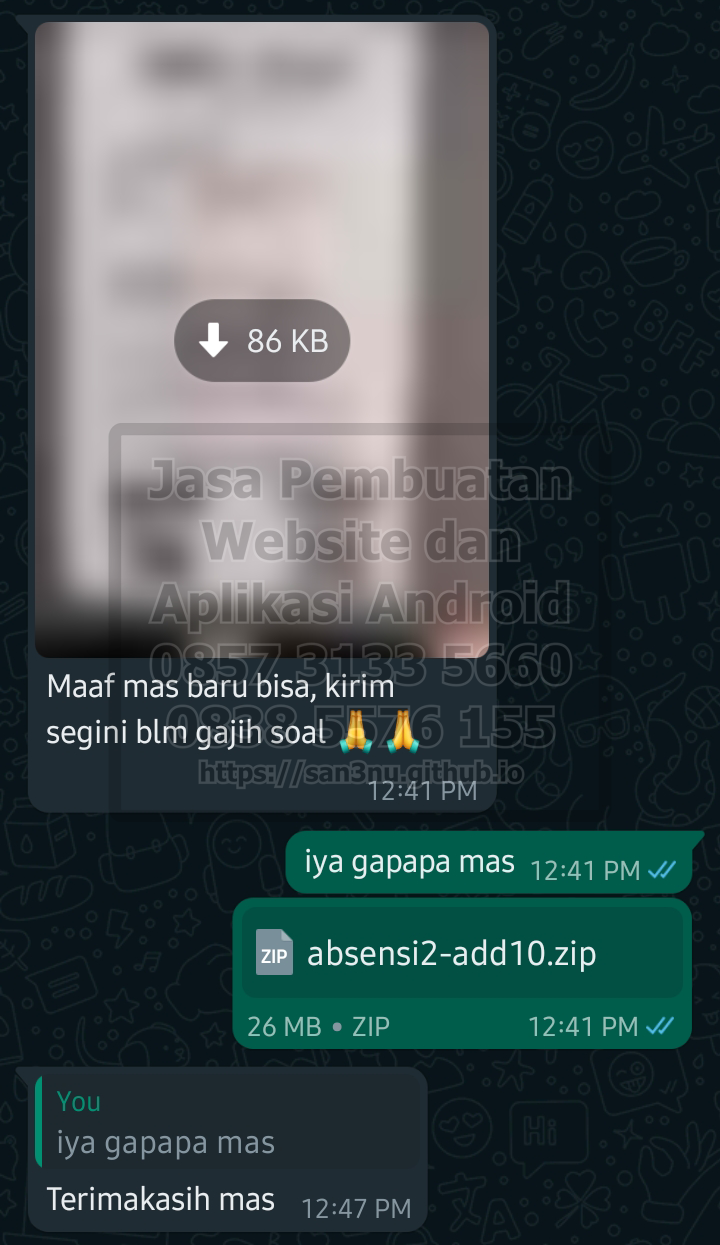 86 KB
Jasa Pembuatan
Website dan
Aplikasi Android
0857 3133 5660
155
https://san3nu.github.io
Maaf mas baru bisa, kirim
segini blm gajih soal 🙏 🙏
12:41 PM
iya gapapa mas 12:41 PM
ZIP absensi2-add10.zip
26 MB • ZIP 12:41 PM
You
iya gapapa mas
Terimakasih mas 12:47 PM
Hi